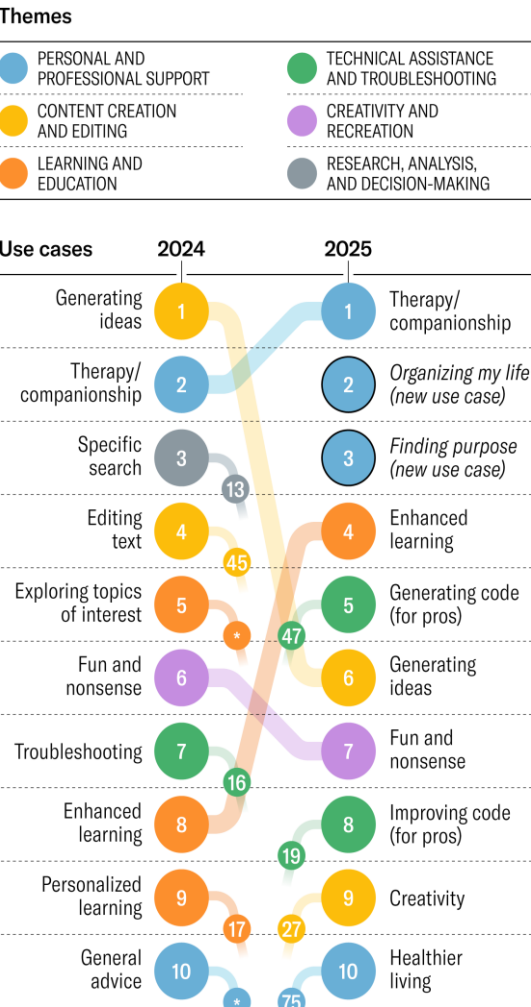 Themes
PERSONAL AND
PROFESSIONAL SUPPORT
TECHNICAL ASSISTANCE
AND TROUBLESHOOTING
CONTENT CREATION
AND EDITING
CREATIVITY AND
RECREATION
LEARNING AND
EDUCATION
RESEARCH, ANALYSIS,
AND DECISION-MAKING
Use cases 2024 2025
Generating
ideas
1
1
Therapy/
companionship
Therapy/
companionship
2
2
Organizing my life
(new use case)
Specific
search
3
13
3
Finding purpose
(new use case)
Editing
text
4
45
4
Enhanced
learning
Exploring topics
of interest
5
*
47
5
Generating code
(for pros)
Fun and
nonsense
6
6
Generating
ideas
Troubleshooting
7
16
7
Fun and
nonsense
Enhanced
learning
8
19
8
Improving code
(for pros)
Personalized
learning
9
17
27
9
Creativity
General
advice
10
*
75
10
Healthier
living